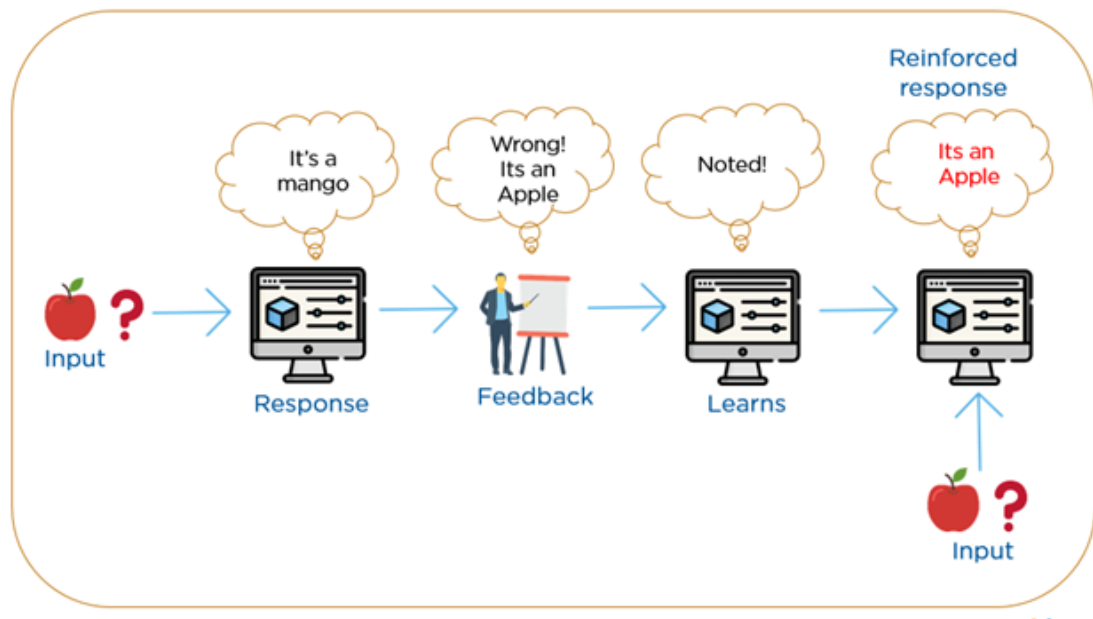 Reinforced
response
It's a
mango
Wrong!
Its an
Apple
Noted!
Its an
Apple
Input
Response
Feedback
Learns
Input